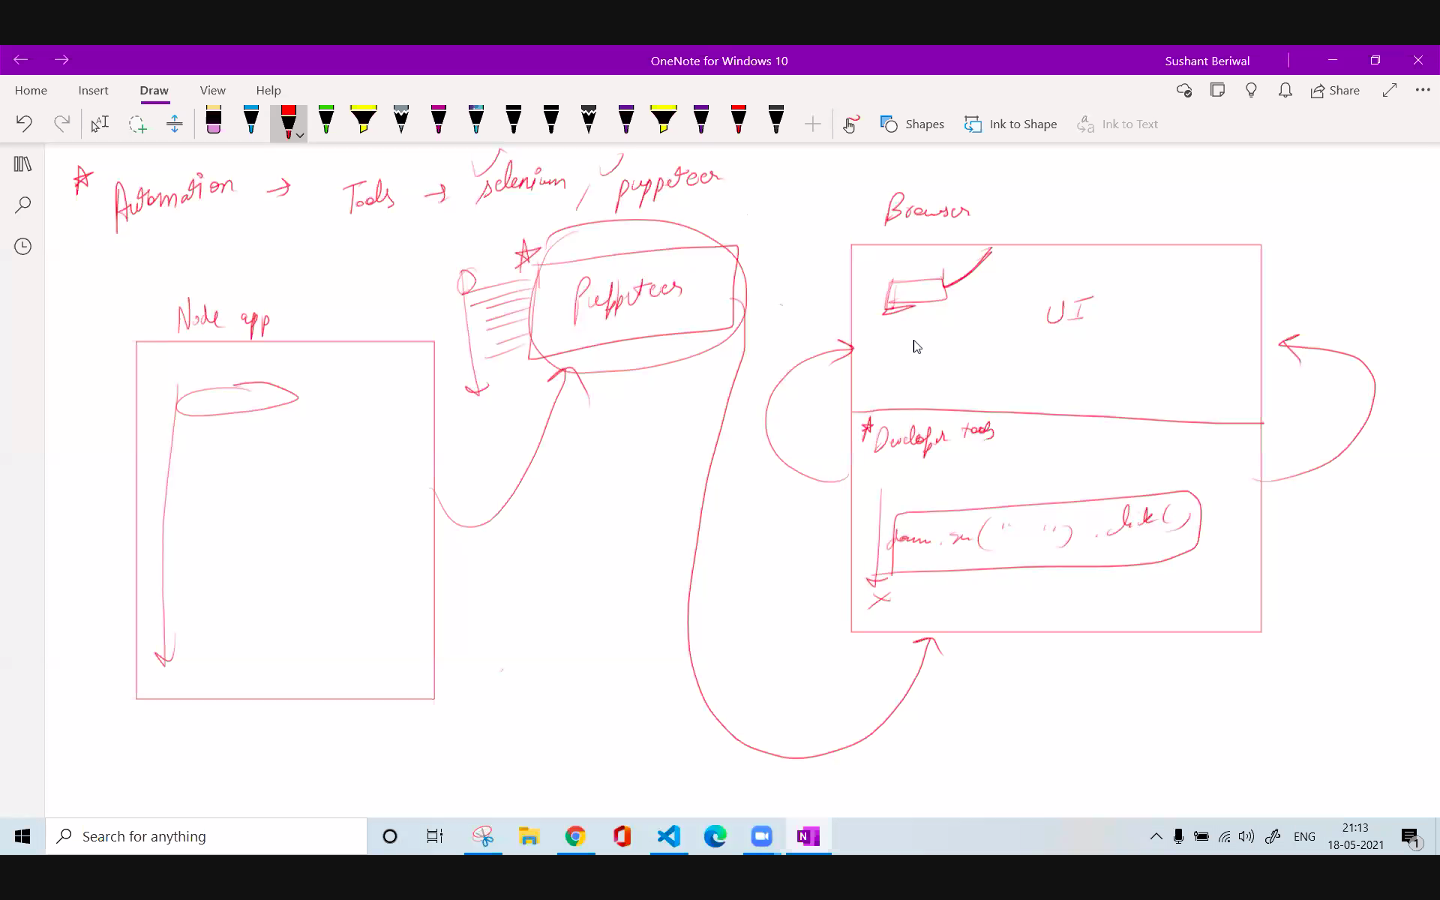 OneNote for Windows 10
Sushant Beriwal
Home Insert Draw View Help
Share
Shapes Ink to Shape Ink to Text
Automation → Tools → selenium, puppeteer
Browser
Puppeteer
UI
Node app
Developer tools
("  ").click()
Search for anything
ENG
21:13
18-05-2021
1